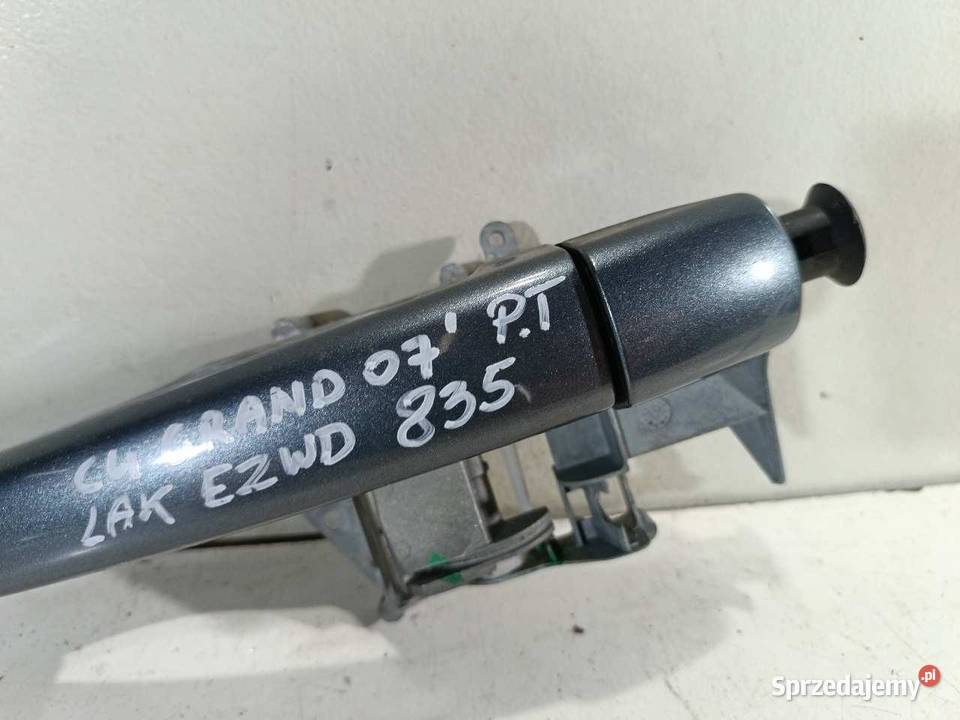 C4 GRAND 07' P.T
LAK EZWD 835
Sprzedajemy.pl